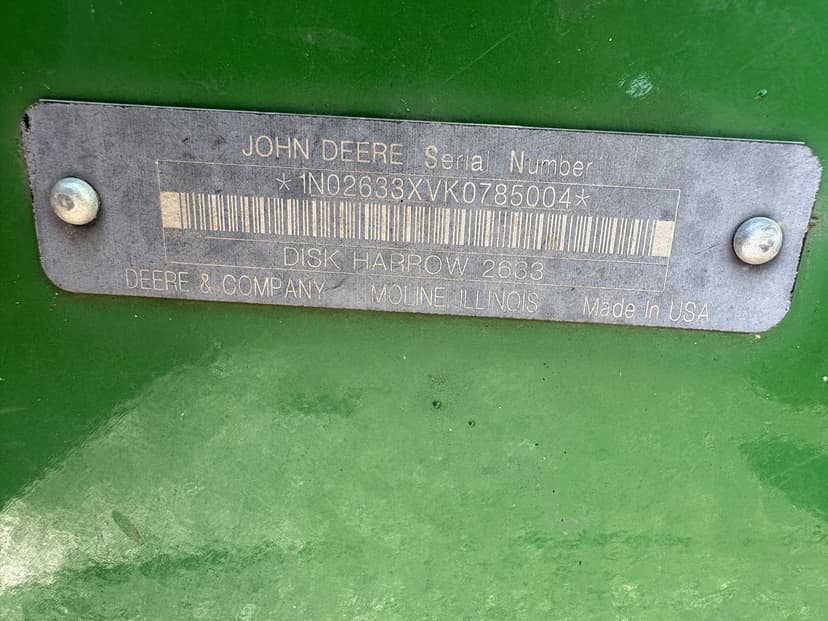 JOHN DEERE Serial Number
*1N02633XVK0785004*
DISK HARROW 2633
DEERE & COMPANY MOLINE ILLINOIS Made In USA